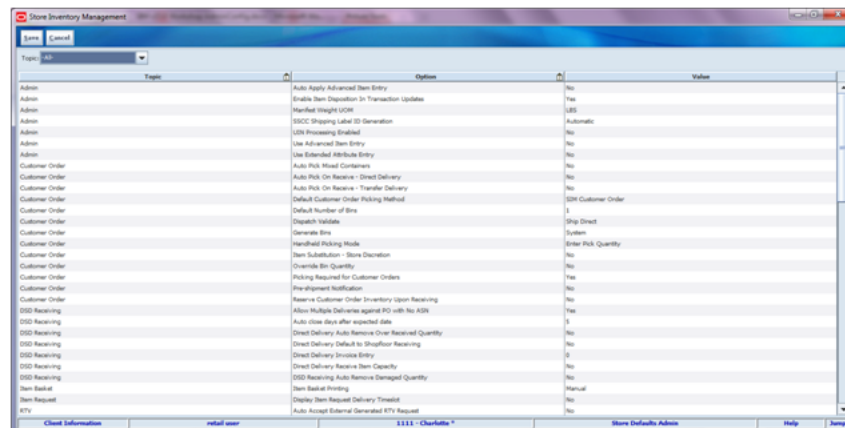 Store Inventory Management
Save Cancel
Topic: -All-
Topic Option Value
Admin Auto Apply Advanced Item Entry No
Admin Enable Item Disposition In Transaction Updates Yes
Admin Manifest Weight UOM LBS
Admin SSCC Shipping Label ID Generation Automatic
Admin UIN Processing Enabled No
Admin Use Advanced Item Entry No
Admin Use Extended Attribute Entry No
Customer Order Auto Pick Mixed Containers No
Customer Order Auto Pick On Receive - Direct Delivery No
Customer Order Auto Pick On Receive - Transfer Delivery No
Customer Order Default Customer Order Picking Method SIM Customer Order
Customer Order Default Number of Bins 1
Customer Order Dispatch Validate Ship Direct
Customer Order Generate Bins System
Customer Order Handheld Picking Mode Enter Pick Quantity
Customer Order Item Substitution - Store Discretion No
Customer Order Override Bin Quantity No
Customer Order Picking Required for Customer Orders Yes
Customer Order Pre-shipment Notification No
Customer Order Reserve Customer Order Inventory Upon Receiving No
DSD Receiving Allow Multiple Deliveries against PO with No ASN Yes
DSD Receiving Auto close days after expected date 5
DSD Receiving Direct Delivery Auto Remove Over Received Quantity No
DSD Receiving Direct Delivery Default to Shopfloor Receiving No
DSD Receiving Direct Delivery Invoice Entry 0
DSD Receiving Direct Delivery Receive Item Capacity No
DSD Receiving DSD Receiving Auto Remove Damaged Quantity No
Item Basket Item Basket Printing Manual
Item Request Display Item Request Delivery Timeslot No
RTV Auto Accept External Generated RTV Request No
Client Information retail user 1111 - Charlotte * Store Defaults Admin Help Jump